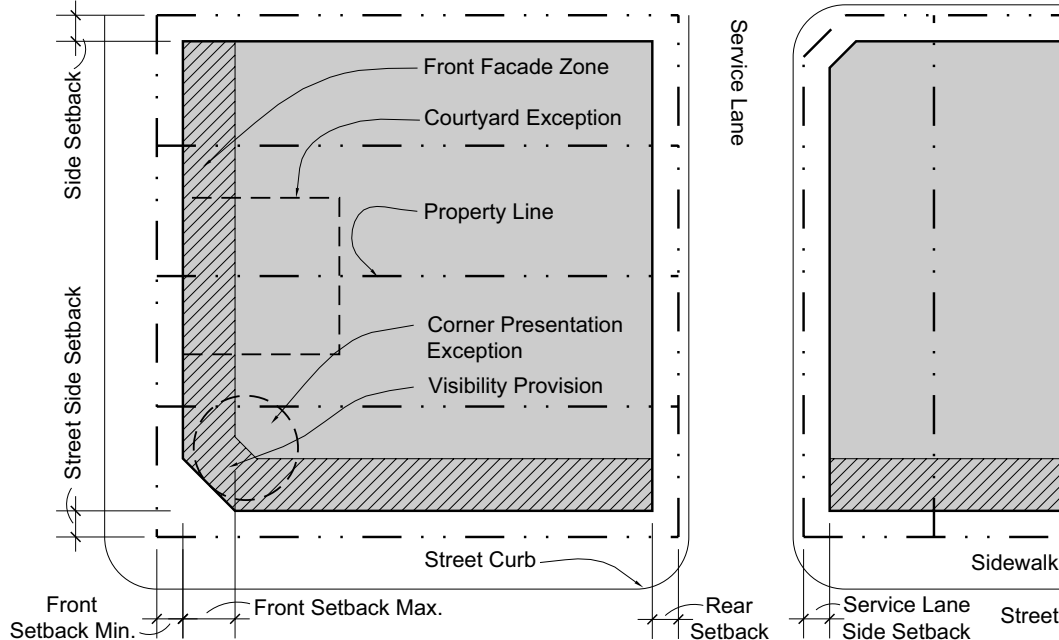 Service Lane
Front Facade Zone
Courtyard Exception
Side Setback
Property Line
Corner Presentation
Exception
Visibility Provision
Street Side Setback
Street Curb
Sidewalk
Front
Setback Min.
Front Setback Max.
Rear
Setback
Service Lane
Side Setback
Street